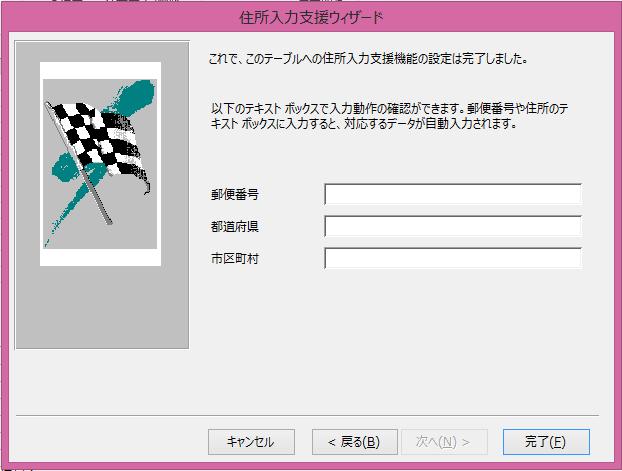 住所入力支援ウィザード
これで、このテーブルへの住所入力支援機能の設定は完了しました。
以下のテキスト ボックスで入力動作の確認ができます。郵便番号や住所のテ
キスト ボックスに入力すると、対応するデータが自動入力されます。
郵便番号
都道府県
市区町村
キャンセル
< 戻る(B)
次へ(N) >
完了(F)